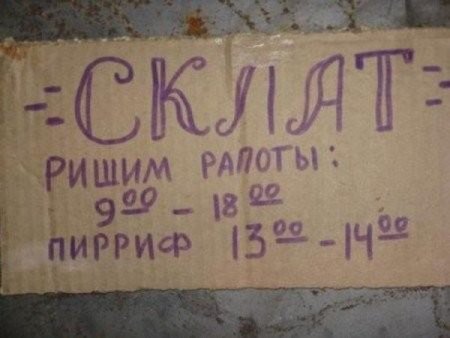 =СКЛАТ=
РИШИМ РАПОТЫ:
9⁰⁰ - 18⁰⁰
ПИРРИФ 13⁰⁰ - 14⁰⁰